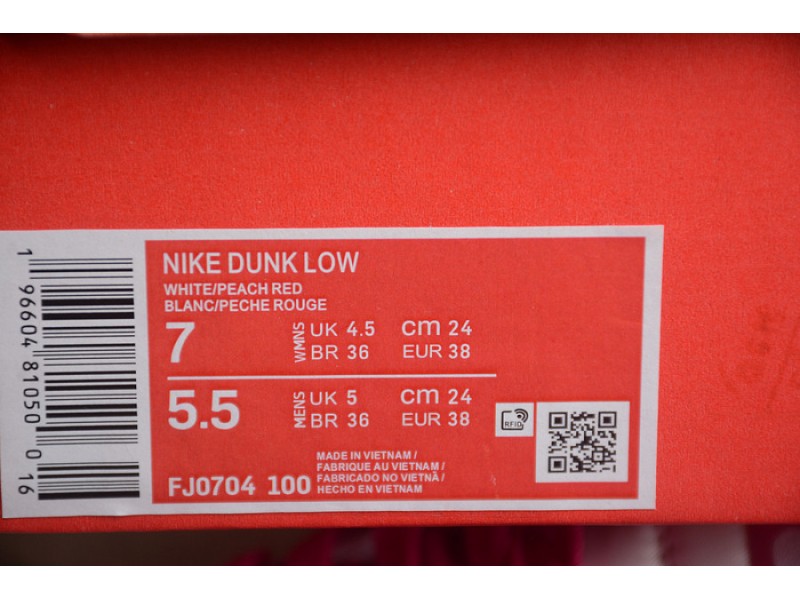 NIKE DUNK LOW
WHITE/PEACH RED
BLANC/PECHE ROUGE
7 WMNS UK 4.5 cm 24
BR 36 EUR 38
5.5 MENS UK 5 cm 24
BR 36 EUR 38
RFID
MADE IN VIETNAM /
FABRIQUE AU VIETNAM /
FABRICADO NO VIETNÃ /
HECHO EN VIETNAM
FJ0704 100
1 96604 81050 0 16